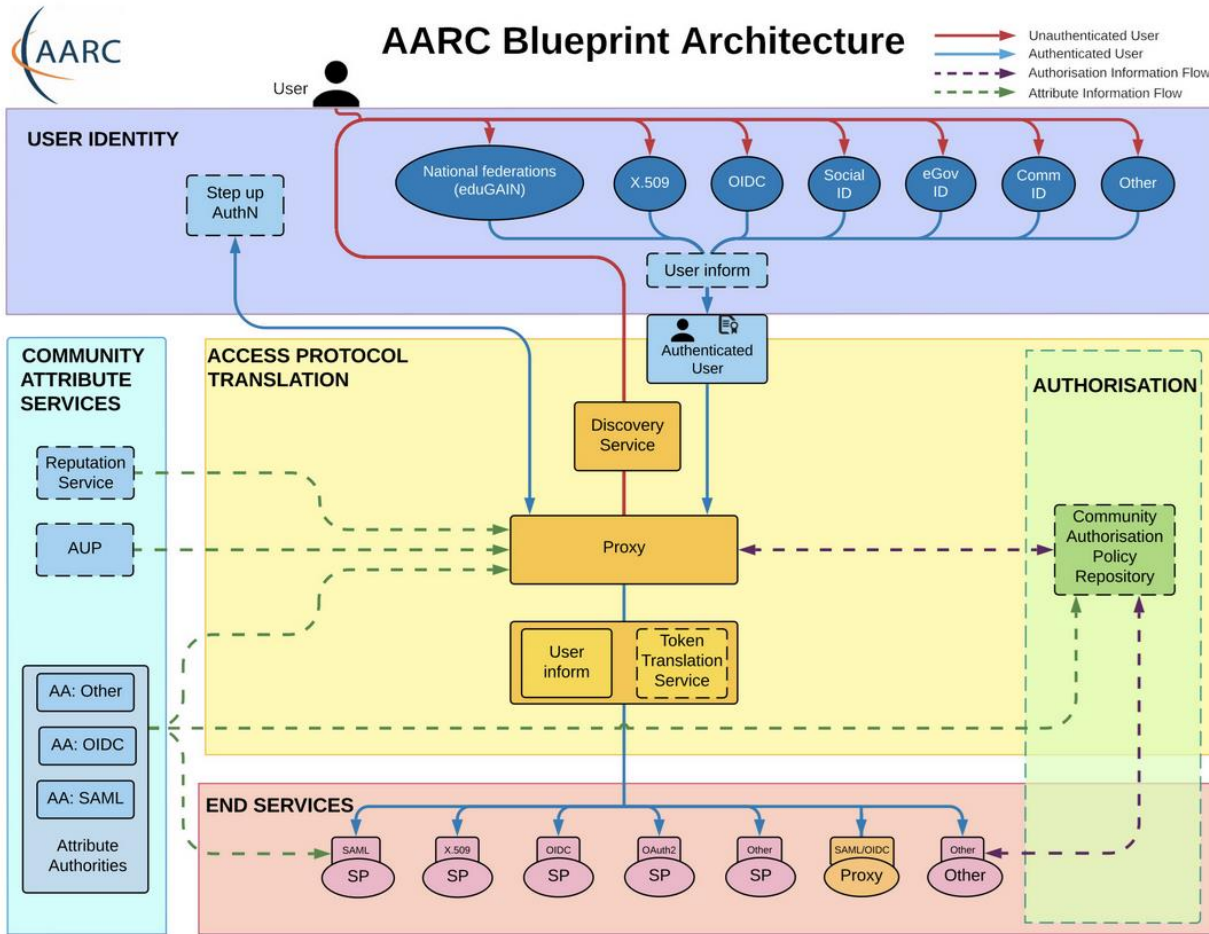 AARC
AARC Blueprint Architecture
Unauthenticated User
Authenticated User
Authorisation Information Flow
Attribute Information Flow
User
USER IDENTITY
Step up
AuthN
National federations
(eduGAIN)
X.509
OIDC
Social
ID
eGov
ID
Comm
ID
Other
User inform
Authenticated
User
COMMUNITY
ATTRIBUTE
SERVICES
ACCESS PROTOCOL
TRANSLATION
AUTHORISATION
Discovery
Service
Reputation
Service
AUP
Proxy
Community
Authorisation
Policy
Repository
User
inform
Token
Translation
Service
AA: Other
AA: OIDC
AA: SAML
Attribute
Authorities
END SERVICES
SAML
SP
X.509
SP
OIDC
SP
OAuth2
SP
Other
SP
SAML/OIDC
Proxy
Other
Other